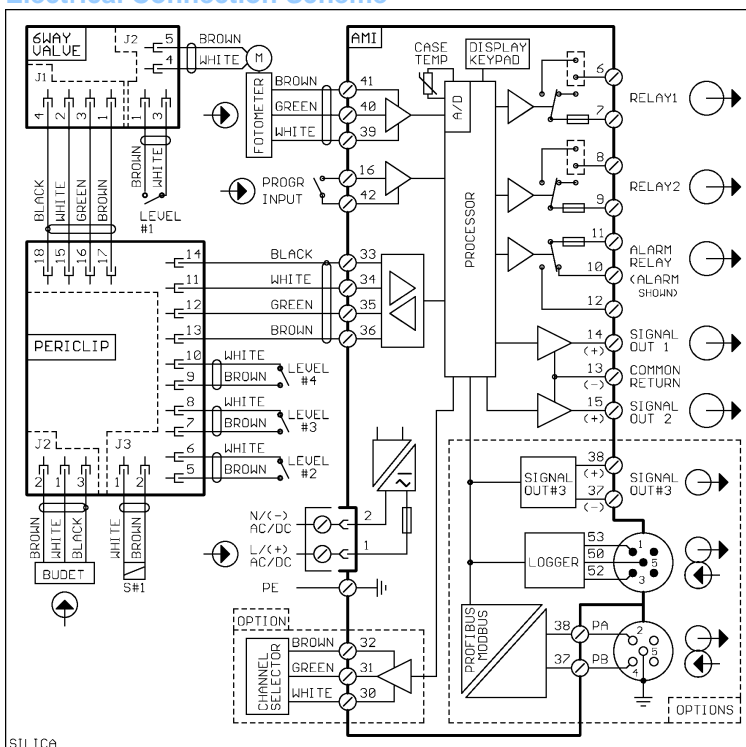 Electrical Connection Scheme
6WAY VALVE
J2
5
4
BROWN
WHITE
M
J1
4
2
3
1
1
3
BLACK
WHITE
GREEN
BROWN
BROWN
WHITE
LEVEL #1
18
15
16
17
FOTOMETER
BROWN
GREEN
WHITE
41
40
39
PROGR INPUT
16
42
AMI
CASE TEMP
DISPLAY KEYPAD
A/D
PROCESSOR
6
7
RELAY1
8
9
RELAY2
11
10
12
ALARM RELAY
(ALARM SHOWN)
14
(+)
SIGNAL OUT 1
13
(-)
COMMON RETURN
15
(+)
SIGNAL OUT 2
14
BLACK
33
11
WHITE
34
12
GREEN
35
13
BROWN
36
PERICLIP
10
WHITE
9
BROWN
LEVEL #4
8
WHITE
7
BROWN
LEVEL #3
6
WHITE
5
BROWN
LEVEL #2
J2
2
1
3
J3
1
2
BROWN
WHITE
BLACK
WHITE
BROWN
BUDET
S#1
N/(-)
AC/DC
2
L/(+)
AC/DC
1
PE
OPTION
CHANNEL SELECTOR
BROWN
GREEN
WHITE
32
31
30
SIGNAL OUT#3
38
(+)
37
(-)
SIGNAL OUT#3
LOGGER
53
50
52
1
5
3
PROFIBUS MODBUS
38
PA
37
PB
2
5
4
OPTIONS
SILICA